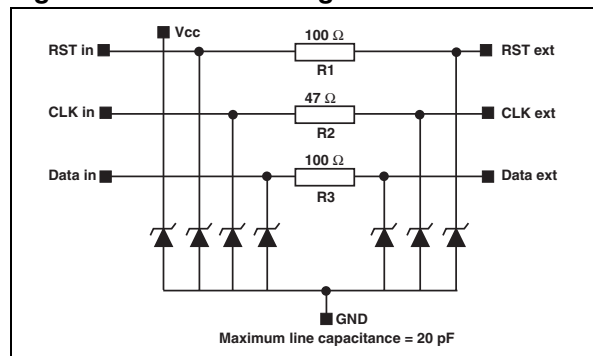 Vcc
100 Ω
RST in
RST ext
R1
47 Ω
CLK in
CLK ext
R2
100 Ω
Data in
Data ext
R3
GND
Maximum line capacitance = 20 pF